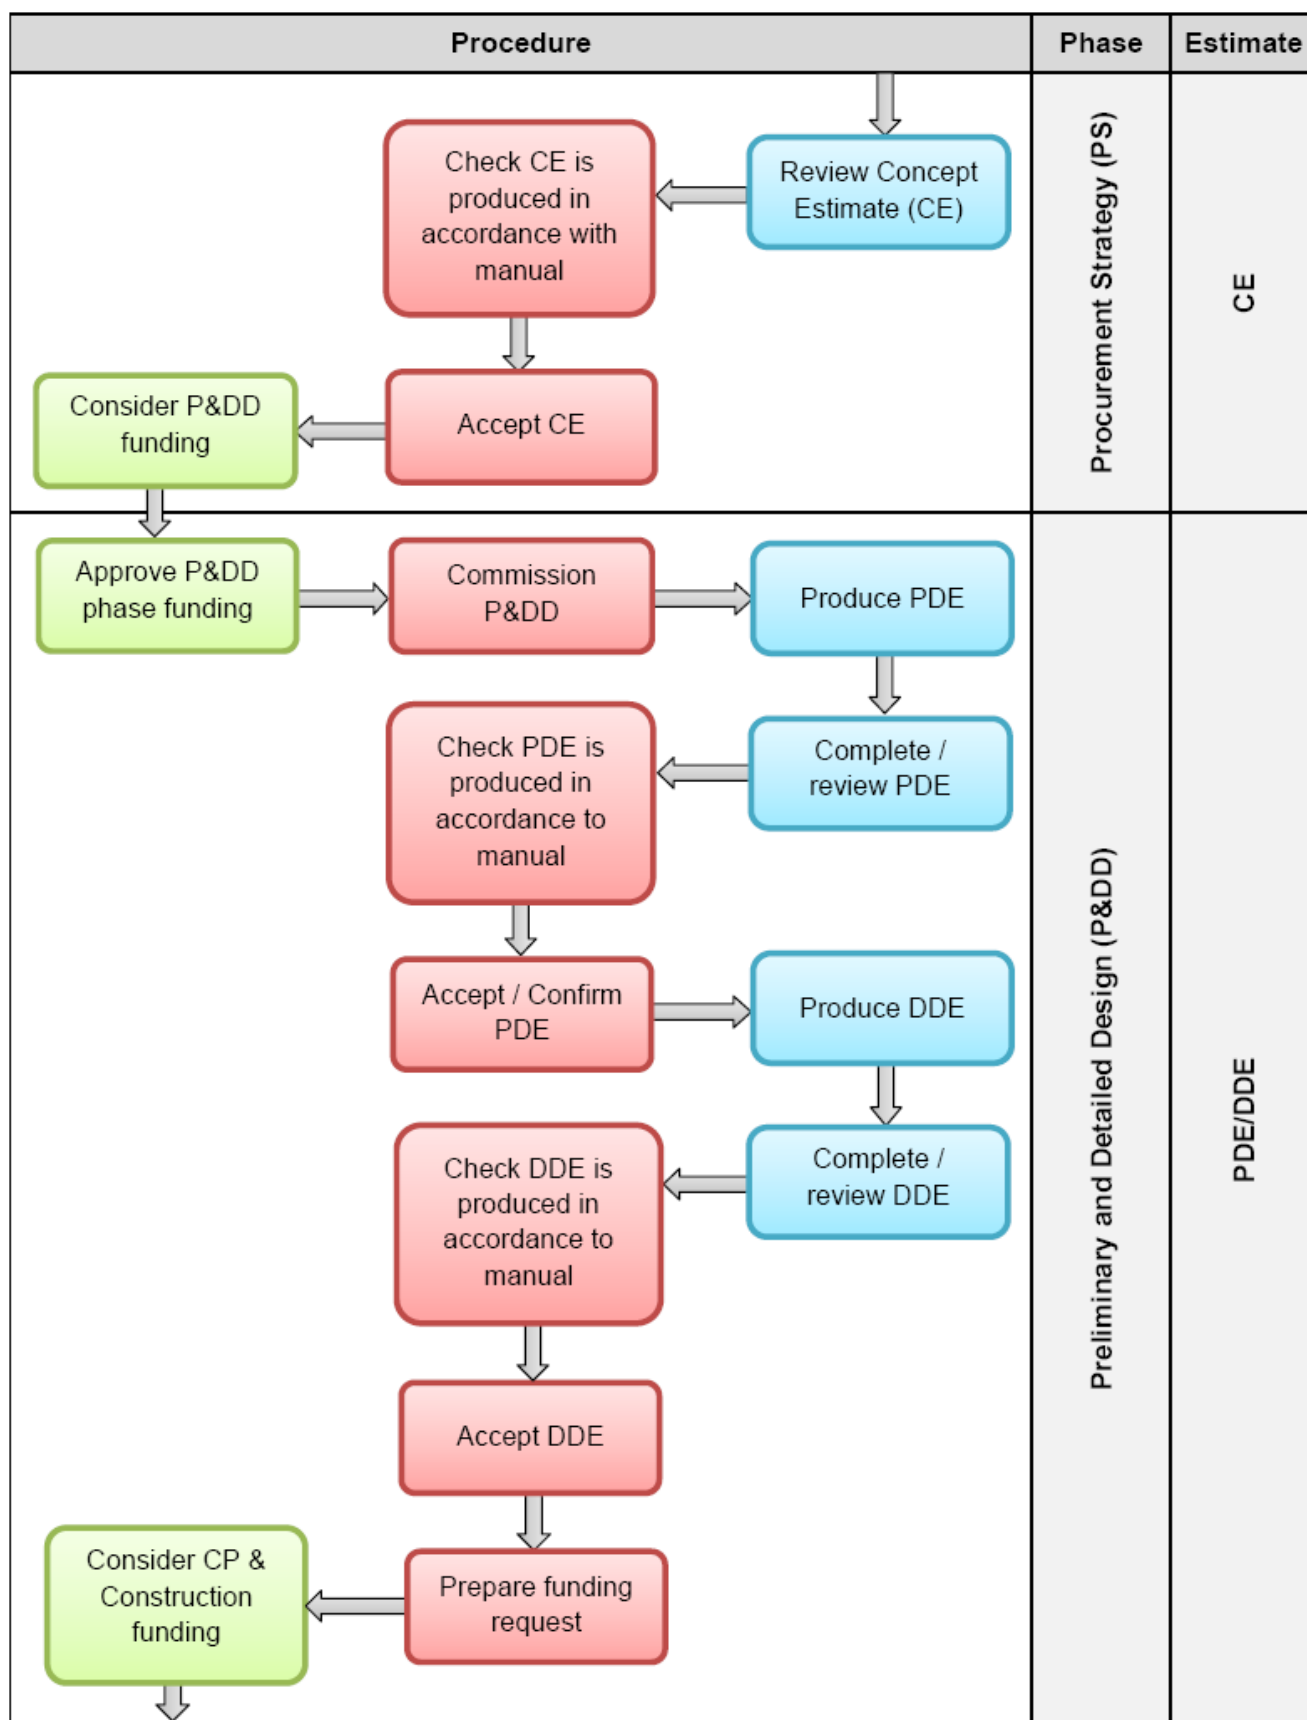 Procedure
Phase
Estimate
Review Concept
Estimate (CE)
Check CE is
produced in
accordance with
manual
Accept CE
Consider P&DD
funding
Procurement Strategy (PS)
CE
Approve P&DD
phase funding
Commission
P&DD
Produce PDE
Complete /
review PDE
Check PDE is
produced in
accordance to
manual
Accept / Confirm
PDE
Produce DDE
Complete /
review DDE
Check DDE is
produced in
accordance to
manual
Accept DDE
Prepare funding
request
Consider CP &
Construction
funding
Preliminary and Detailed Design (P&DD)
PDE/DDE